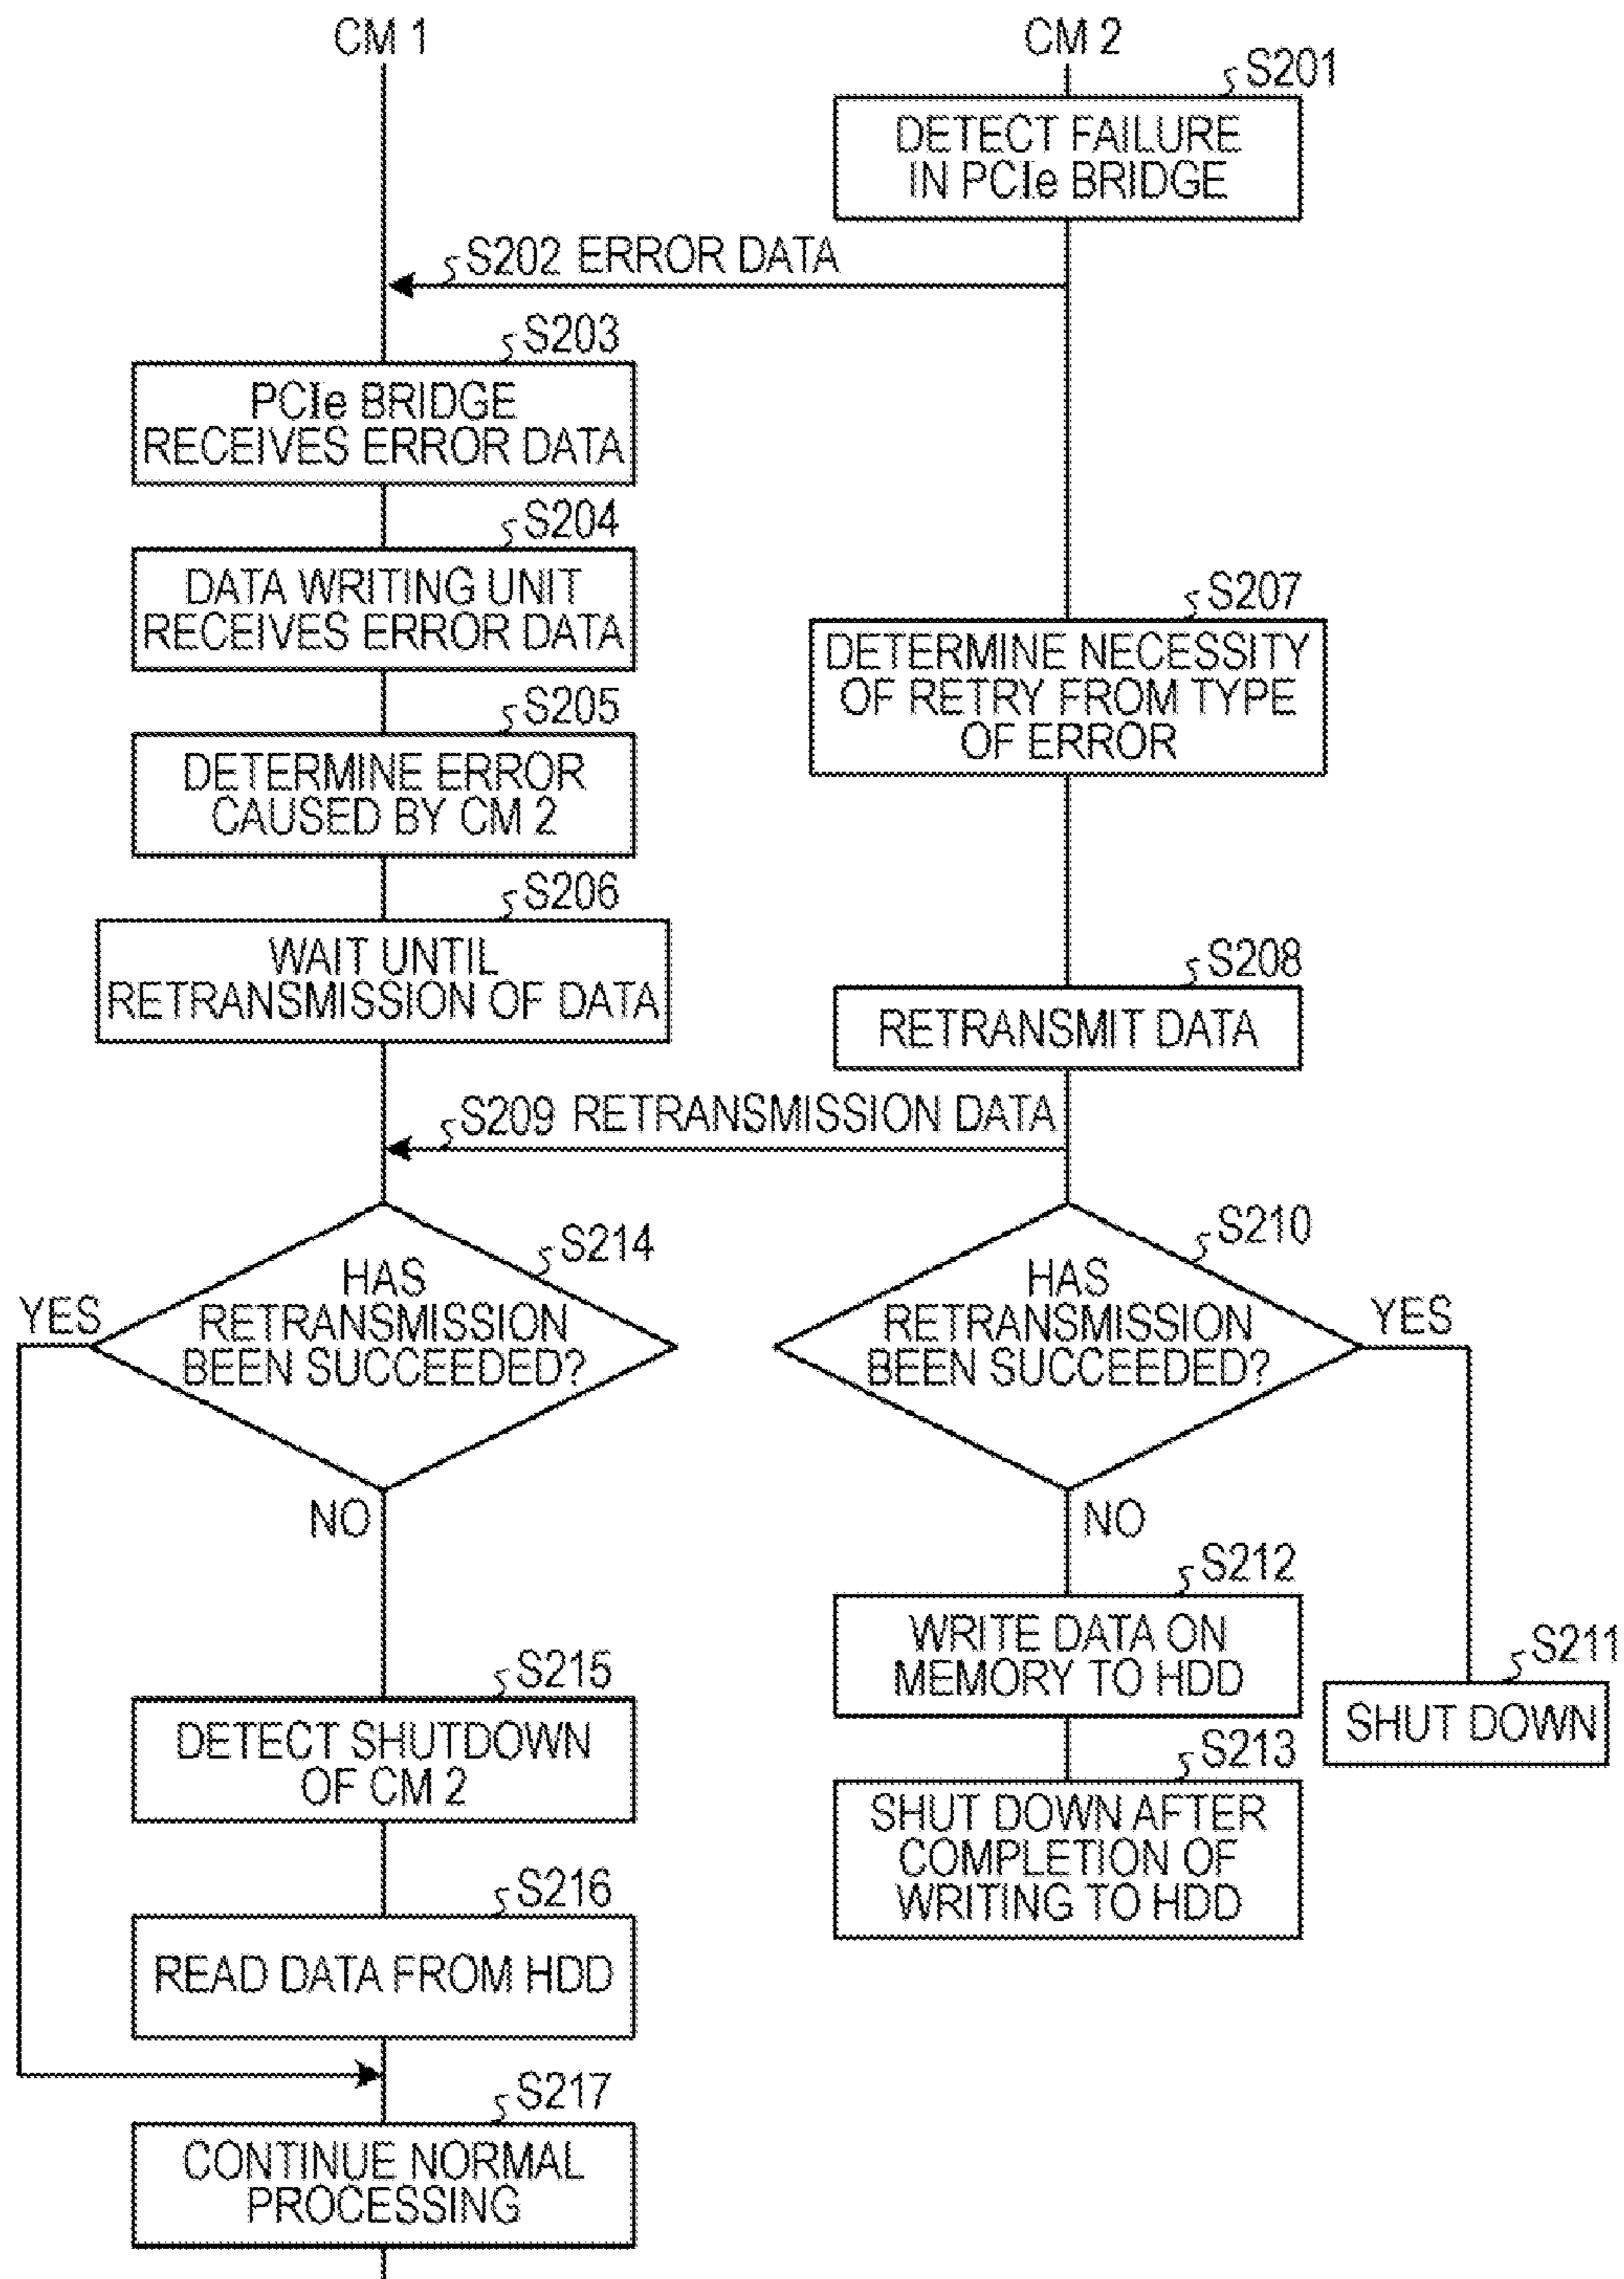 CM 1
CM 2
S201
DETECT FAILURE
IN PCIe BRIDGE
S202 ERROR DATA
S203
PCIe BRIDGE
RECEIVES ERROR DATA
S204
DATA WRITING UNIT
RECEIVES ERROR DATA
S207
DETERMINE NECESSITY
OF RETRY FROM TYPE
OF ERROR
S205
DETERMINE ERROR
CAUSED BY CM 2
S206
WAIT UNTIL
RETRANSMISSION OF DATA
S208
RETRANSMIT DATA
S209 RETRANSMISSION DATA
S214
HAS
RETRANSMISSION
BEEN SUCCEEDED?
YES
NO
S210
HAS
RETRANSMISSION
BEEN SUCCEEDED?
YES
NO
S212
WRITE DATA ON
MEMORY TO HDD
S211
SHUT DOWN
S213
SHUT DOWN AFTER
COMPLETION OF
WRITING TO HDD
S215
DETECT SHUTDOWN
OF CM 2
S216
READ DATA FROM HDD
S217
CONTINUE NORMAL
PROCESSING